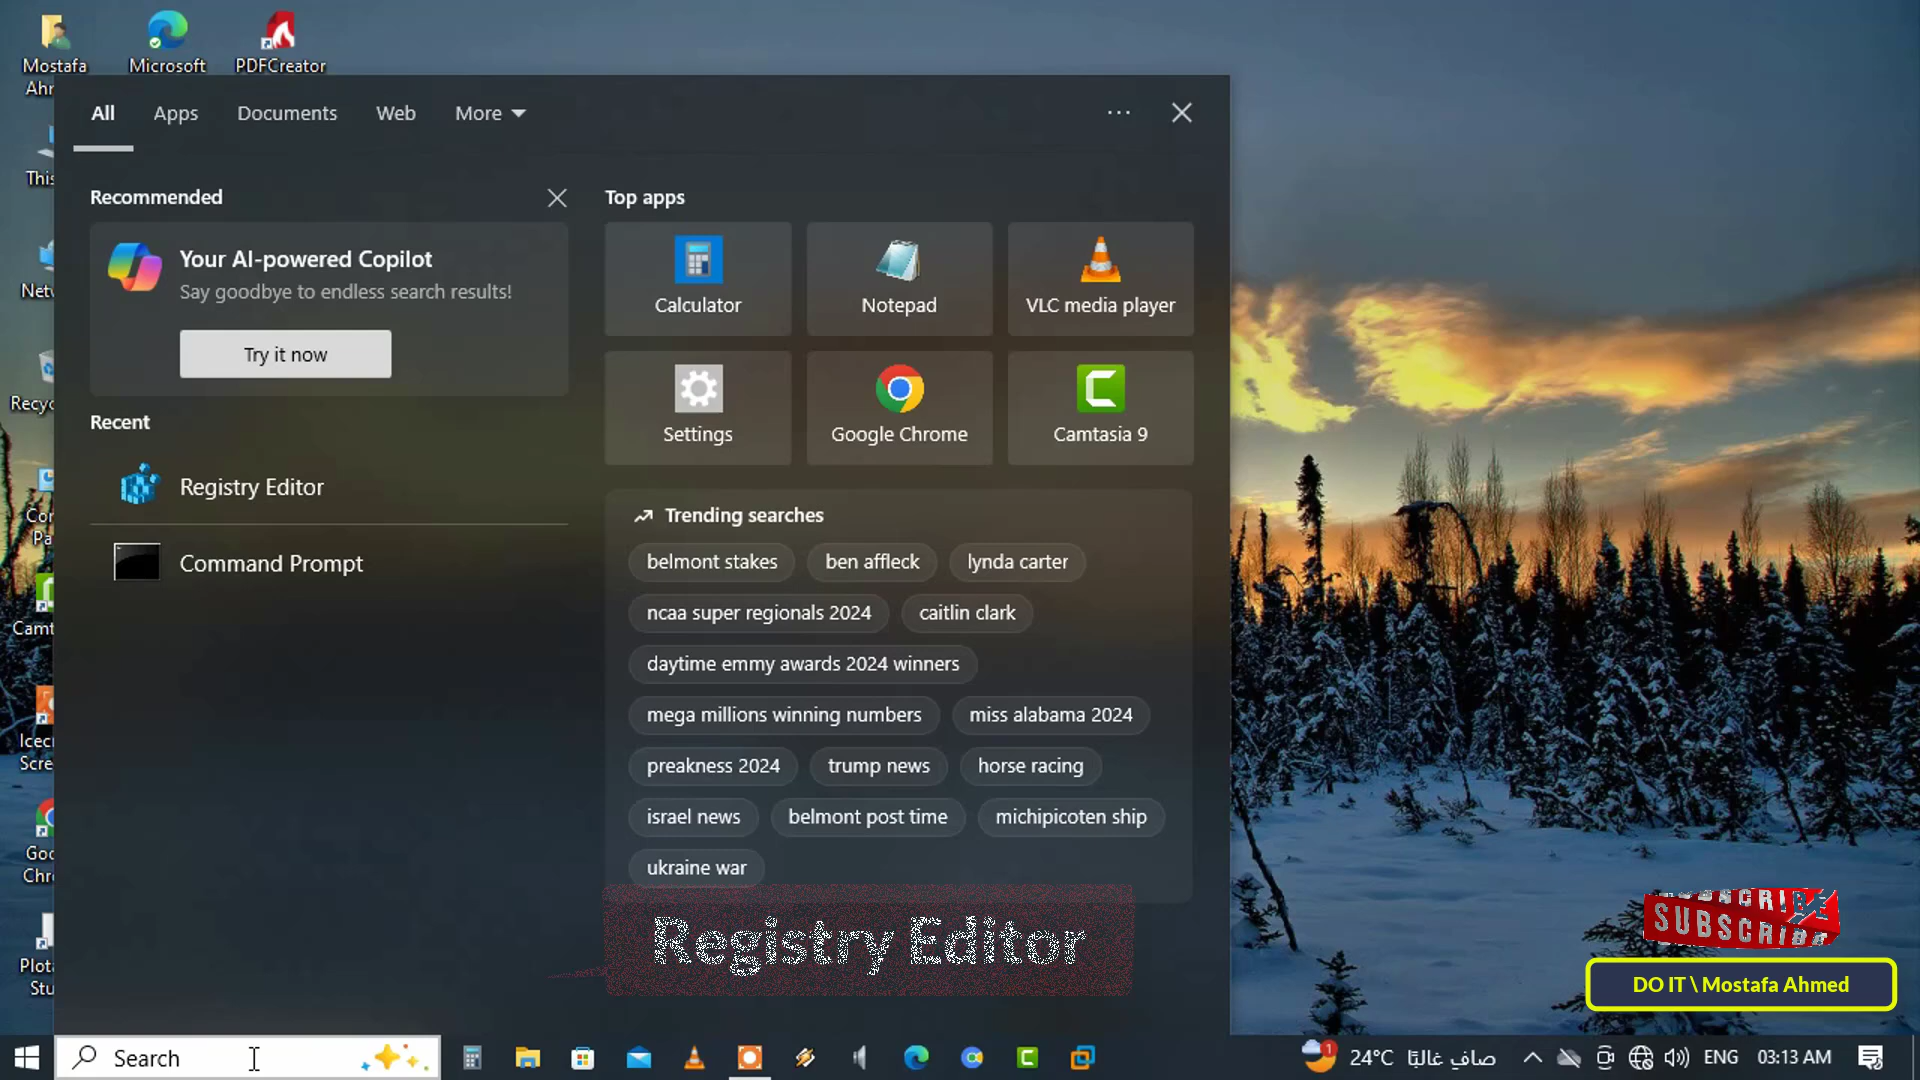 Mostafa
Microsoft
PDFCreator
All
Apps
Documents
Web
More
Recommended
Top apps
Your AI-powered Copilot
Say goodbye to endless search results!
Try it now
Calculator
Notepad
VLC media player
Settings
Google Chrome
Camtasia 9
Recent
Registry Editor
Command Prompt
Trending searches
belmont stakes
ben affleck
lynda carter
ncaa super regionals 2024
caitlin clark
daytime emmy awards 2024 winners
mega millions winning numbers
miss alabama 2024
preakness 2024
trump news
horse racing
israel news
belmont post time
michipicoten ship
ukraine war
Registry Editor
SUBSCRIBE
DO IT \ Mostafa Ahmed
Search
1
24°C صافٍ غالبًا
ENG
03:13 AM